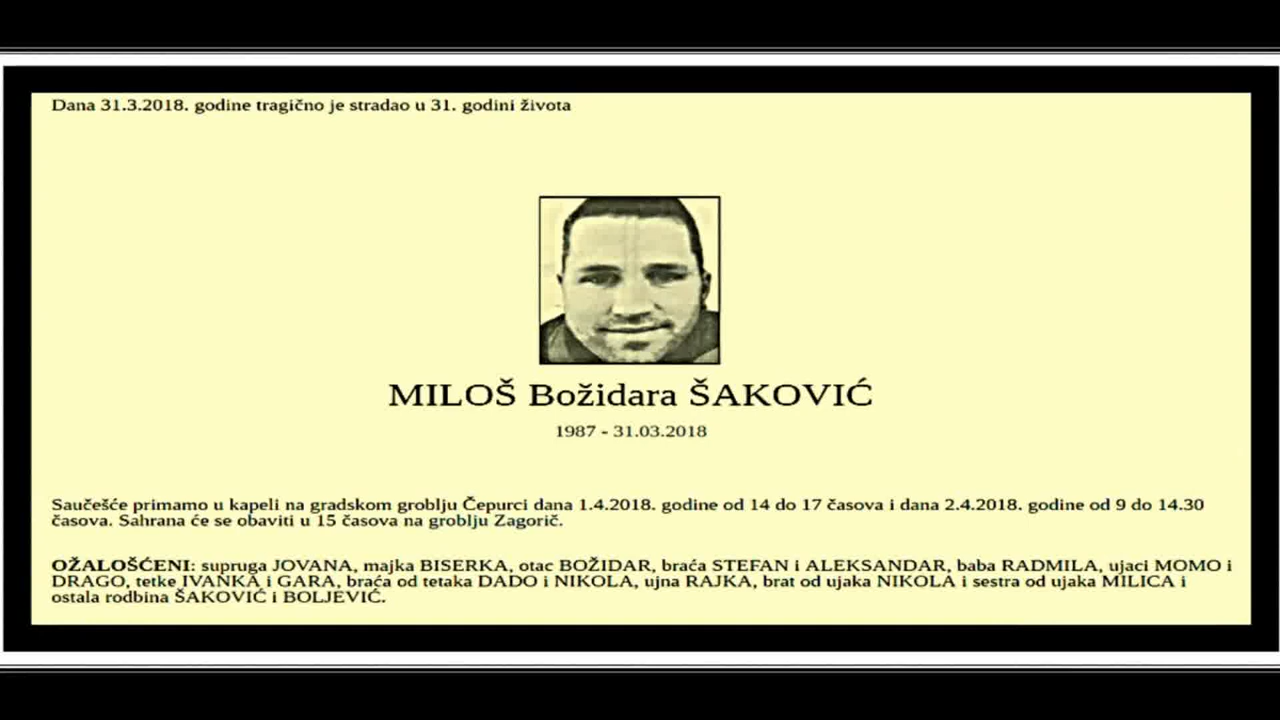 Dana 31.3.2018. godine tragično je stradao u 31. godini života
MILOŠ Božidara ŠAKOVIĆ
1987 - 31.03.2018
Saučešće primamo u kapeli na gradskom groblju Čepurci dana 1.4.2018. godine od 14 do 17 časova i dana 2.4.2018. godine od 9 do 14.30
časova. Sahrana će se obaviti u 15 časova na groblju Zagorič.
OŽALOŠĆENI: supruga JOVANA, majka BISERKA, otac BOŽIDAR, braća STEFAN i ALEKSANDAR, baba RADMILA, ujaci MOMO i
DRAGO, tetke IVANKA i GARA, braća od tetaka DADO i NIKOLA, ujna RAJKA, brat od ujaka NIKOLA i sestra od ujaka MILICA i
ostala rodbina ŠAKOVIĆ i BOLJEVIĆ.